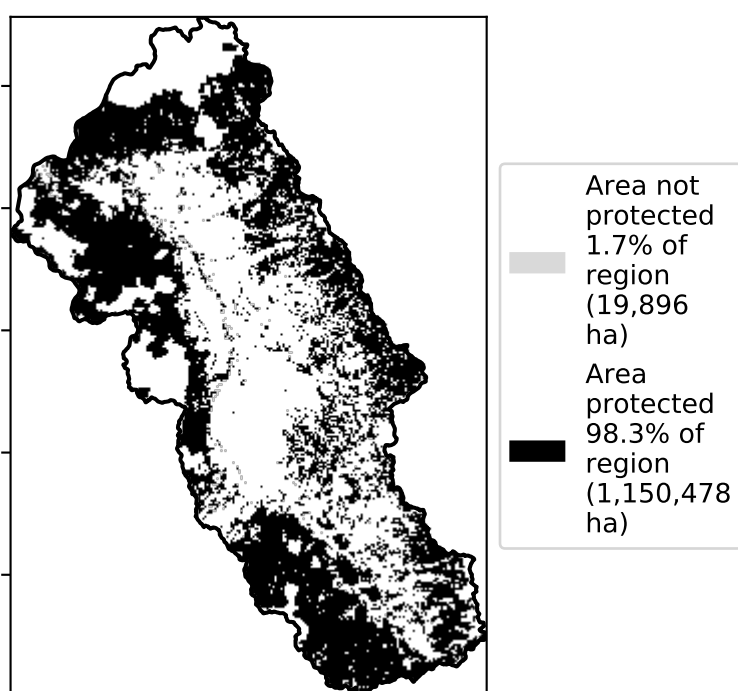 Area not
protected
1.7% of
region
(19,896
ha)
Area
protected
98.3% of
region
(1,150,478
ha)